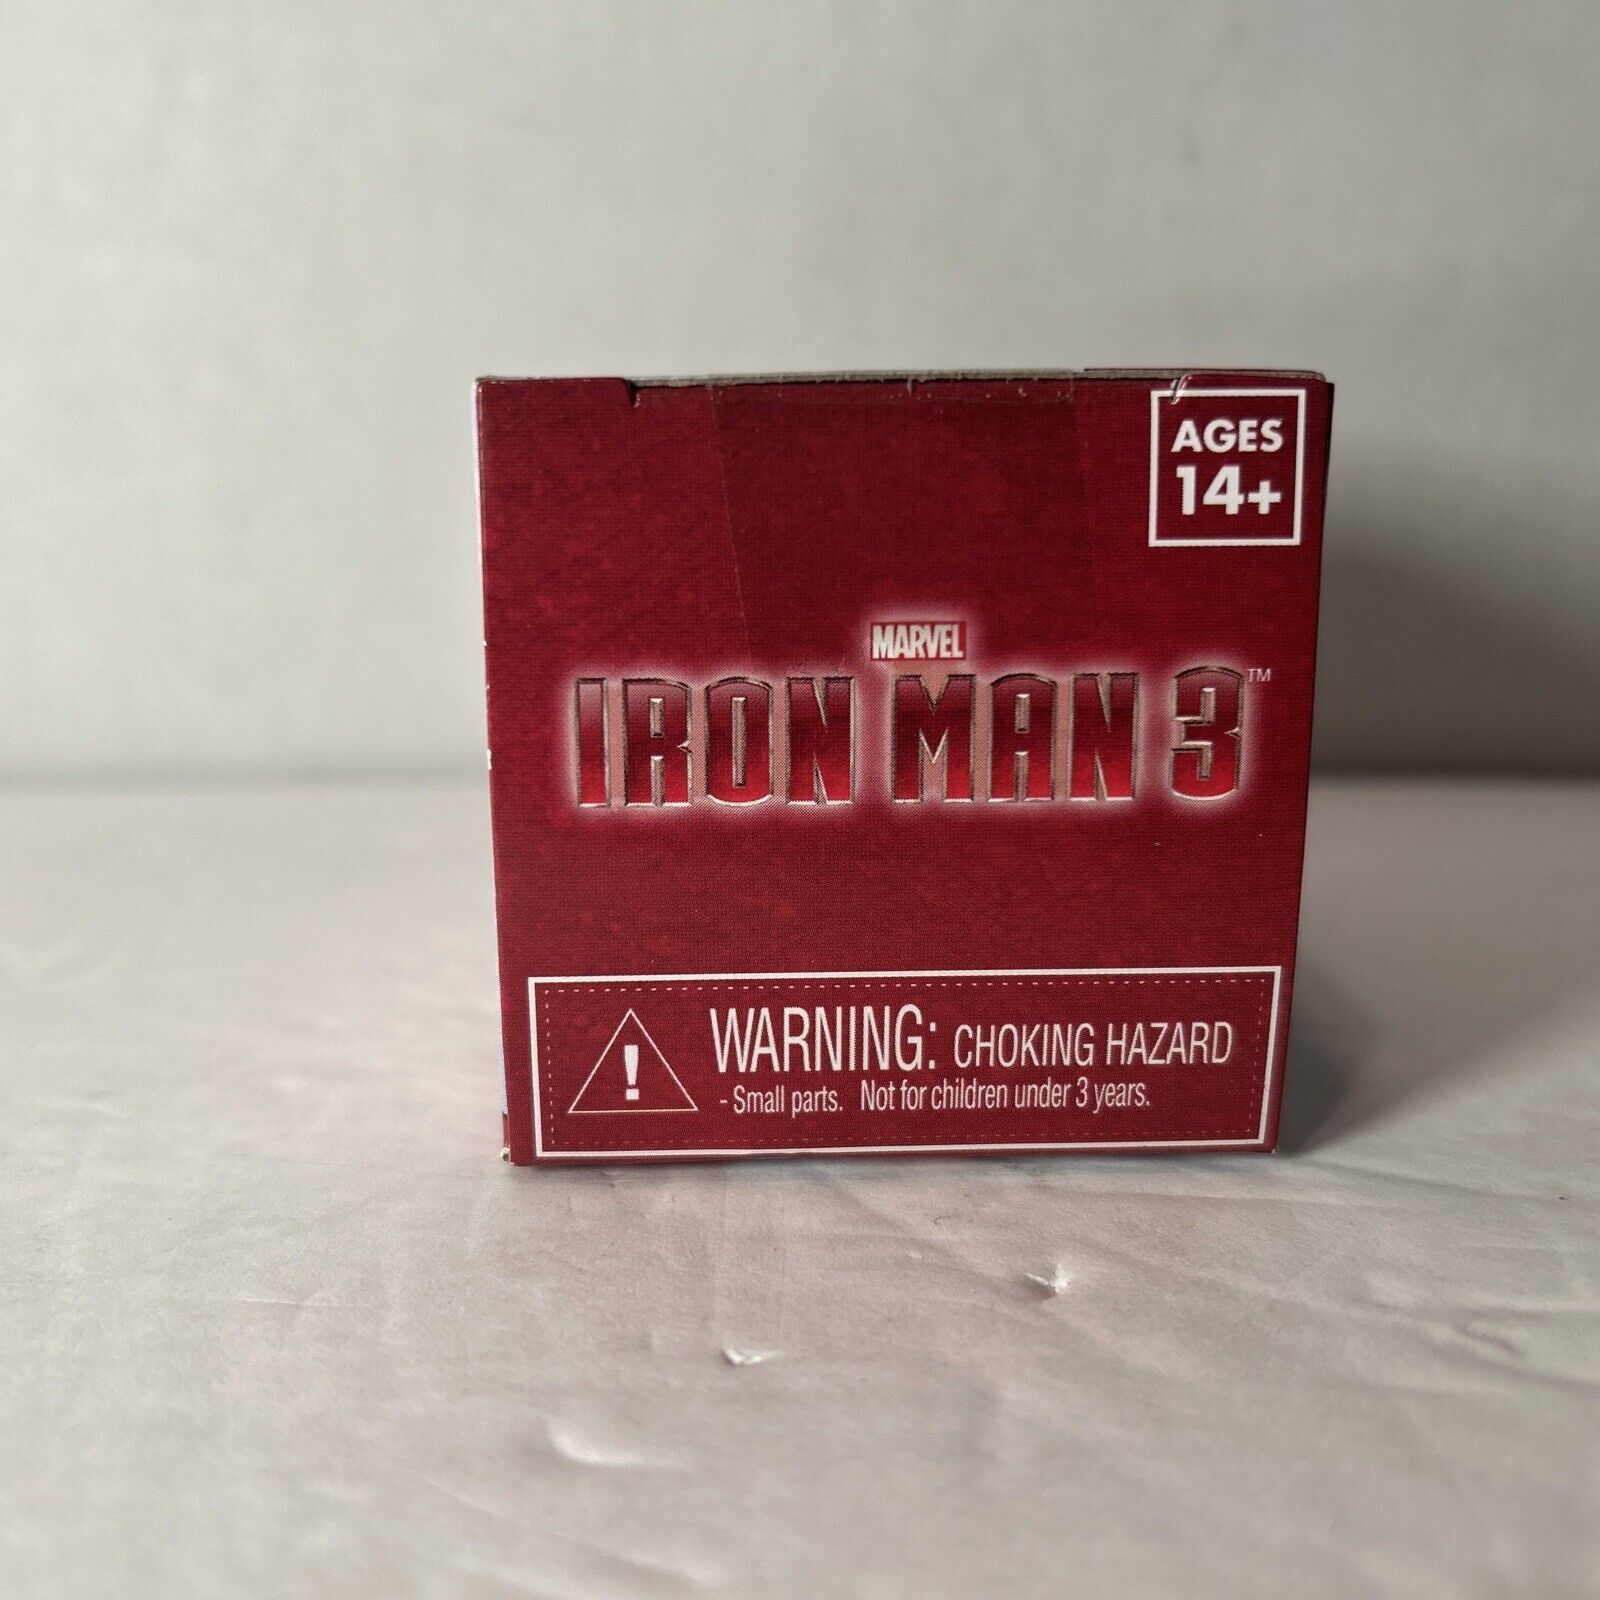 AGES
14+
MARVEL
IRON MAN 3™
WARNING: CHOKING HAZARD
- Small parts. Not for children under 3 years.